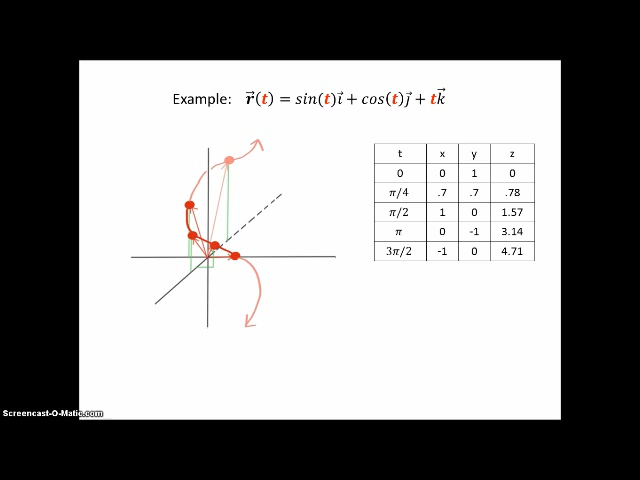 Example: r⃗(t) = sin(t)i⃗ + cos(t)j⃗ + tk⃗
t x y z
0 0 1 0
π/4 .7 .7 .78
π/2 1 0 1.57
π 0 -1 3.14
3π/2 -1 0 4.71
Screencast-O-Matic.com